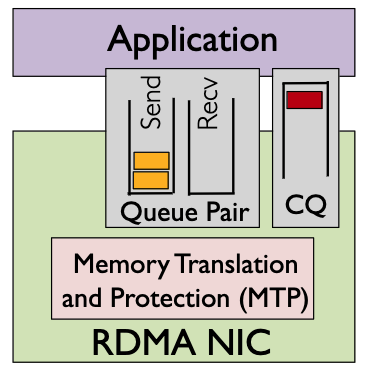 Application
Send
Recv
Queue Pair
CQ
Memory Translation
and Protection (MTP)
RDMA NIC